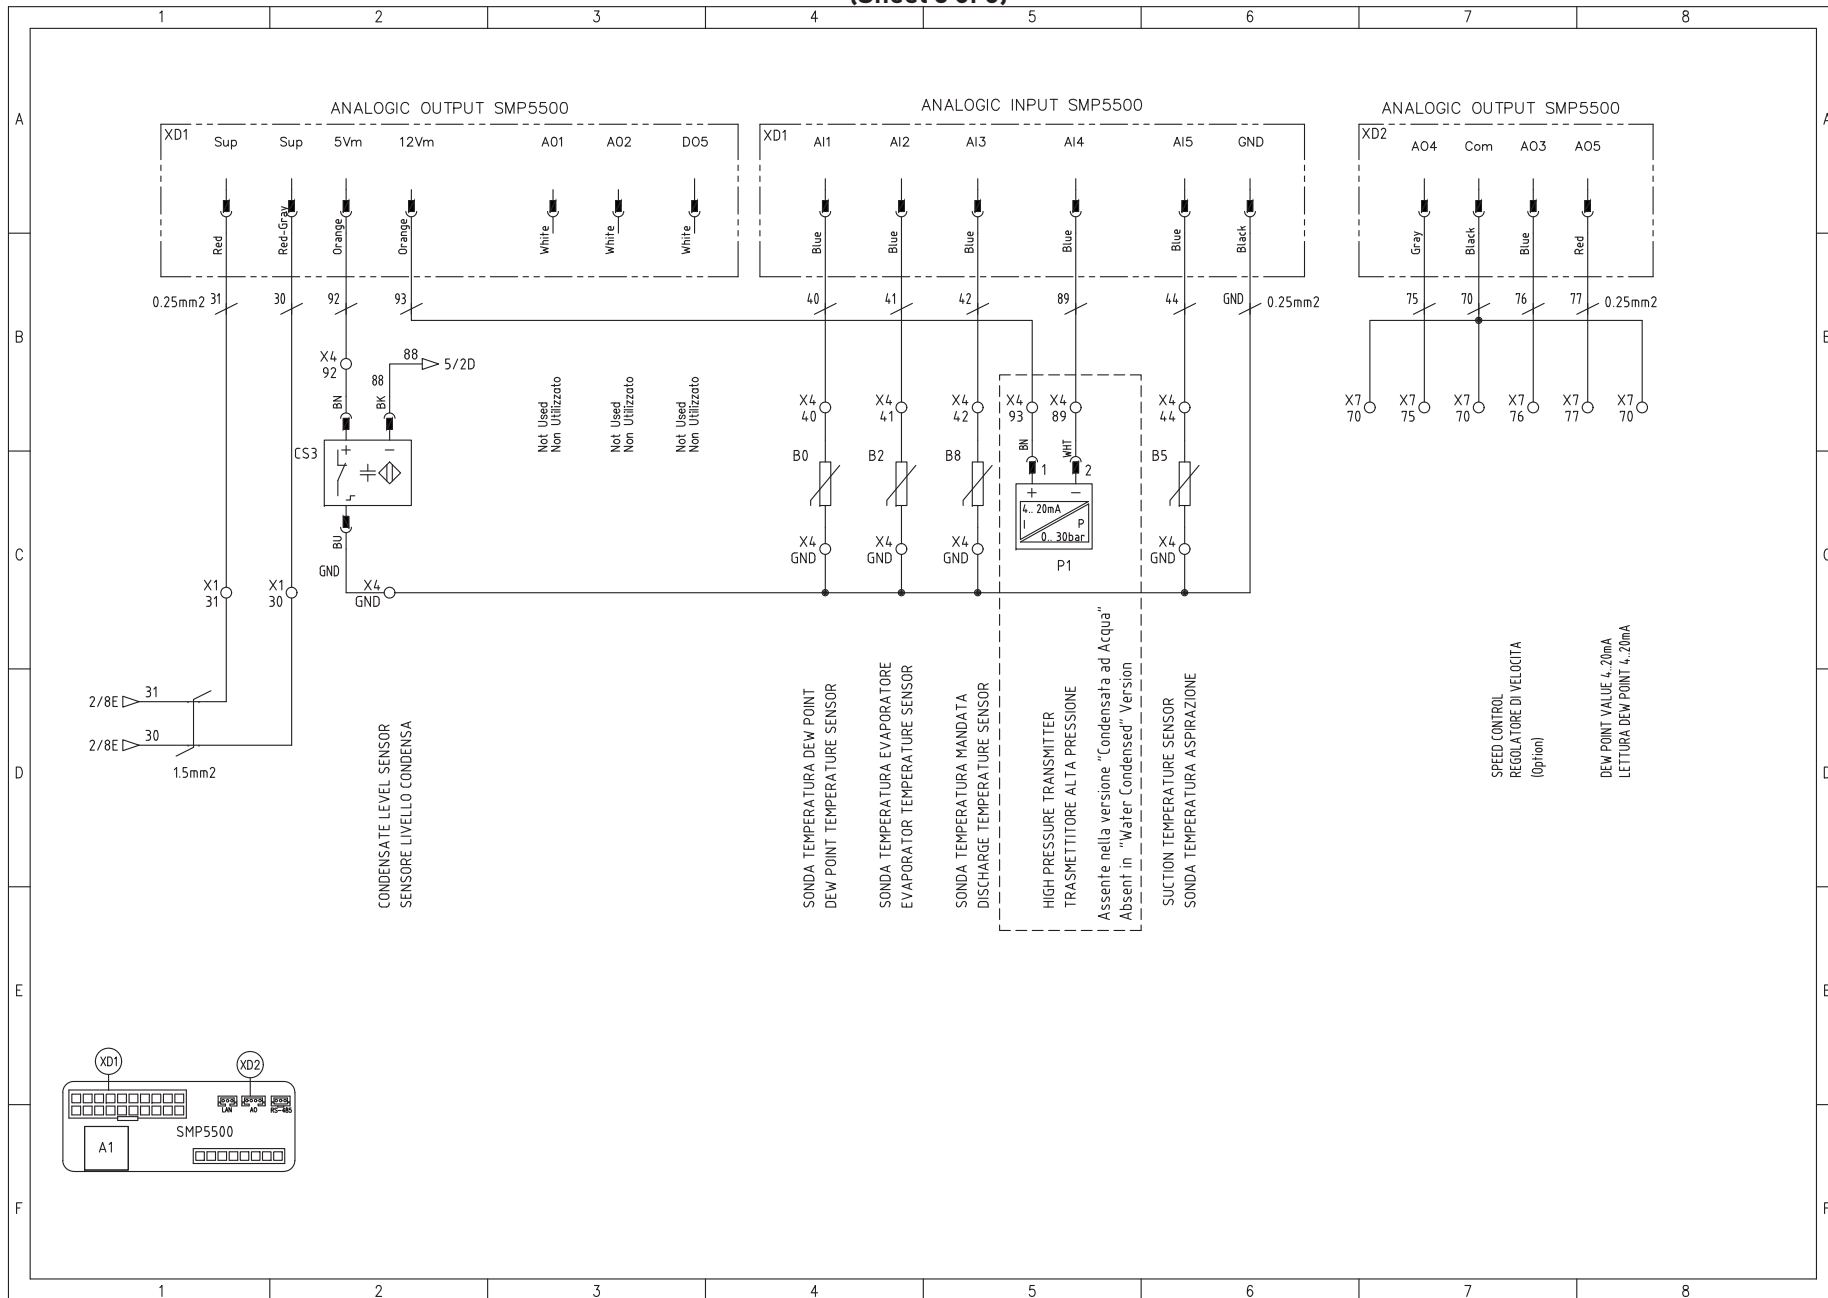 (Sheet 5 of 6)
1 2 3 4 5 6 7 8
A
ANALOGIC OUTPUT SMP5500
ANALOGIC INPUT SMP5500
ANALOGIC OUTPUT SMP5500
XD1 Sup Sup 5Vm 12Vm A01 A02 D05
XD1 AI1 AI2 AI3 AI4 AI5 GND
XD2 AO4 Com AO3 AO5
A
Red Red-Gray Orange Orange White White White
Blue Blue Blue Blue Blue Black
Gray Black Blue Red
0.25mm2 31 30 92 93
40 41 42 89 44 GND 0.25mm2
75 70 76 77 0.25mm2
B
X4
92
88
5/2D
88
BN
BK
Not Used
Non Utilizzato
Not Used
Non Utilizzato
Not Used
Non Utilizzato
X4
40
X4
41
X4
42
X4
93
X4
89
X4
44
X7
70
X7
75
X7
70
X7
76
X7
77
X7
70
CS3
+ −
B0 B2 B8
BN
WHT
1 2
B5
+ −
4.. 20mA
I P
0.. 30bar
P1
C
BU
GND
X4
GND
X4
GND
X4
GND
X4
GND
X4
GND
X1
31
X1
30
2/8E 31
2/8E 30
1.5mm2
D
CONDENSATE LEVEL SENSOR
SENSORE LIVELLO CONDENSA
SONDA TEMPERATURA DEW POINT
DEW POINT TEMPERATURE SENSOR
SONDA TEMPERATURA EVAPORATORE
EVAPORATOR TEMPERATURE SENSOR
SONDA TEMPERATURA MANDATA
DISCHARGE TEMPERATURE SENSOR
HIGH PRESSURE TRANSMITTER
TRASMETTITORE ALTA PRESSIONE
Assente nella versione "Condensata ad Acqua"
Absent in "Water Condensed" Version
SUCTION TEMPERATURE SENSOR
SONDA TEMPERATURA ASPIRAZIONE
SPEED CONTROL
REGOLATORE DI VELOCITA
(Option)
DEW POINT VALUE 4..20mA
LETTURA DEW POINT 4..20mA
E
XD1 XD2
LAN AO RS-485
SMP5500
A1
F
1 2 3 4 5 6 7 8